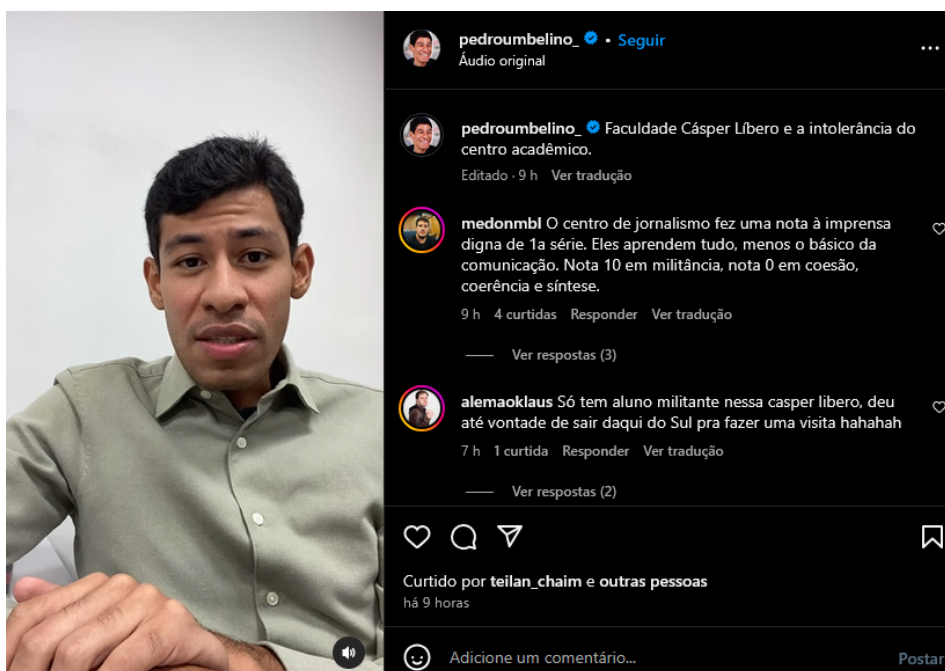 pedroumbelino_ • Seguir
Áudio original
...
pedroumbelino_ Faculdade Cásper Líbero e a intolerância do
centro acadêmico.
Editado · 9 h Ver tradução
medonmbl O centro de jornalismo fez uma nota à imprensa
digna de 1a série. Eles aprendem tudo, menos o básico da
comunicação. Nota 10 em militância, nota 0 em coesão,
coerência e síntese.
9 h 4 curtidas Responder Ver tradução
Ver respostas (3)
alemaoklaus Só tem aluno militante nessa casper libero, deu
até vontade de sair daqui do Sul pra fazer uma visita hahahah
7 h 1 curtida Responder Ver tradução
Ver respostas (2)
Curtido por teilan_chaim e outras pessoas
há 9 horas
Adicione um comentário...
Postar